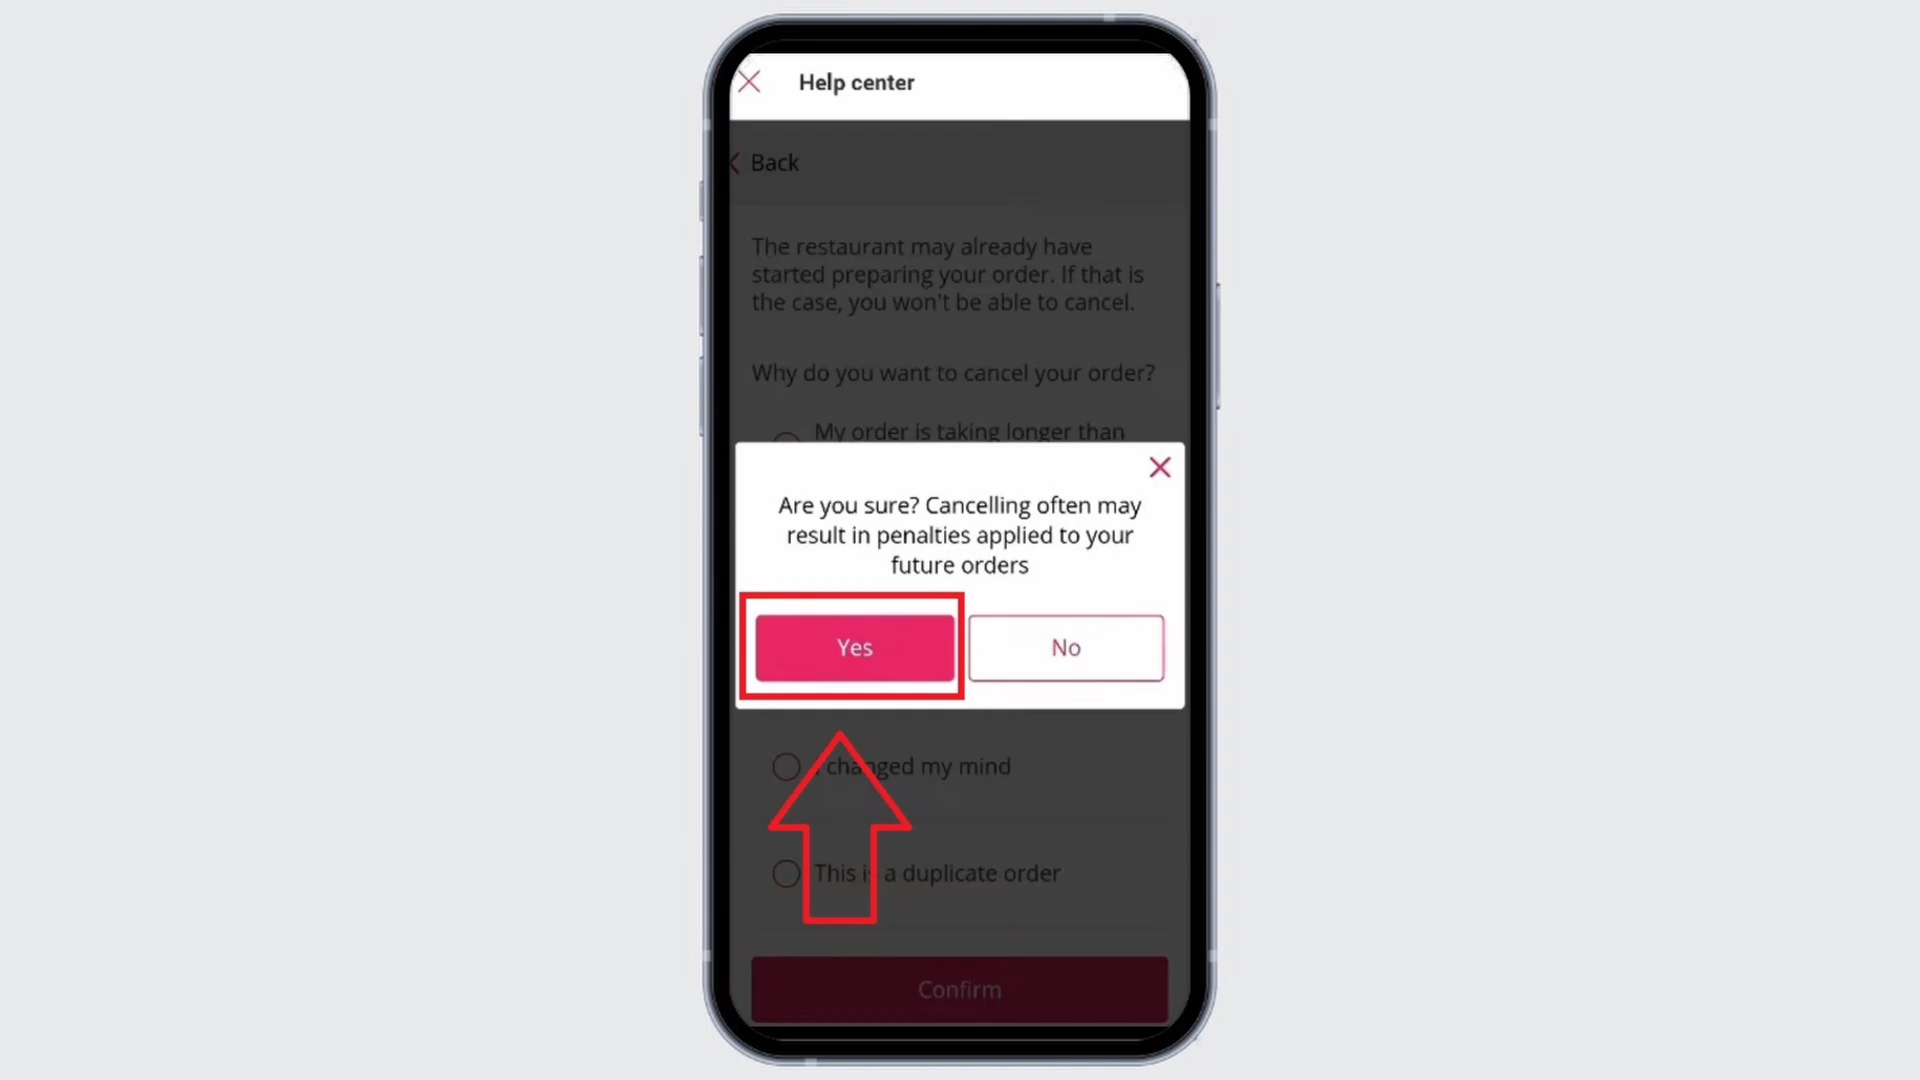 Help center
Back
The restaurant may already have
started preparing your order. If that is
the case, you won't be able to cancel.
Why do you want to cancel your order?
My order is taking longer than
Are you sure? Cancelling often may
result in penalties applied to your
future orders
Yes
No
I changed my mind
This is a duplicate order
Confirm